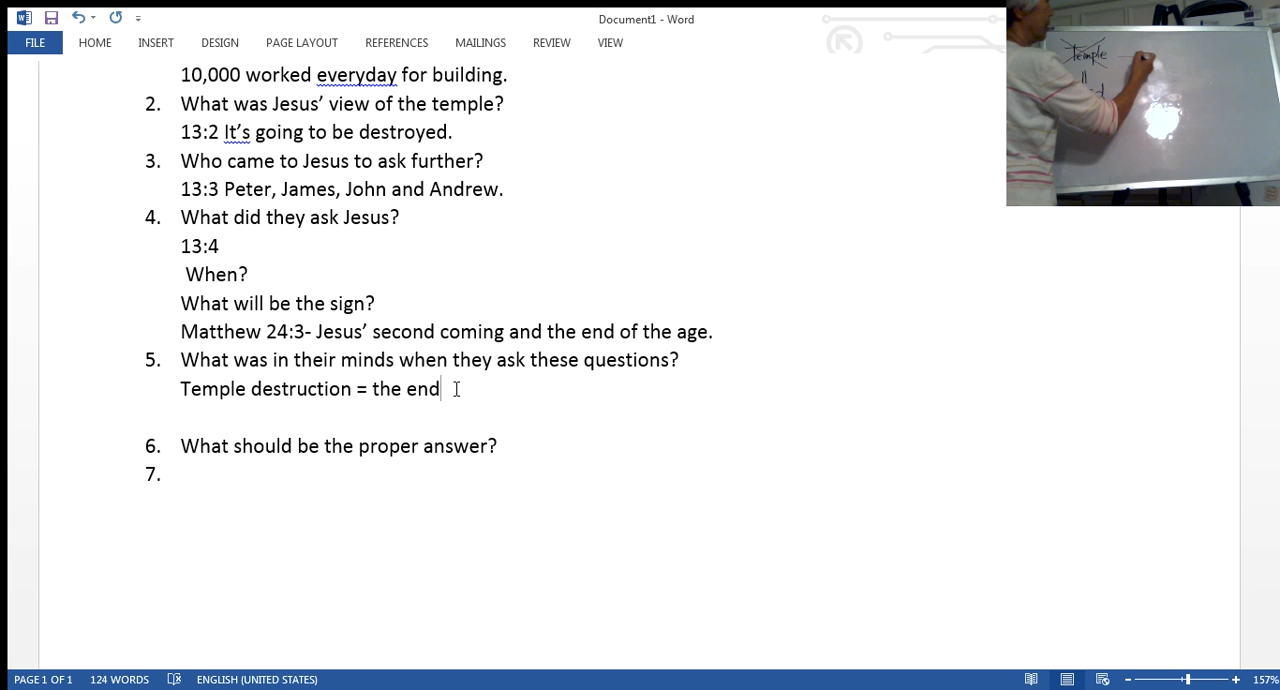 Document1 - Word
FILE HOME INSERT DESIGN PAGE LAYOUT REFERENCES MAILINGS REVIEW VIEW
10,000 worked everyday for building.
2. What was Jesus’ view of the temple?
13:2 It’s going to be destroyed.
3. Who came to Jesus to ask further?
13:3 Peter, James, John and Andrew.
4. What did they ask Jesus?
13:4
When?
What will be the sign?
Matthew 24:3- Jesus’ second coming and the end of the age.
5. What was in their minds when they ask these questions?
Temple destruction = the end
6. What should be the proper answer?
7.
Temple
PAGE 1 OF 1 124 WORDS ENGLISH (UNITED STATES) 157%